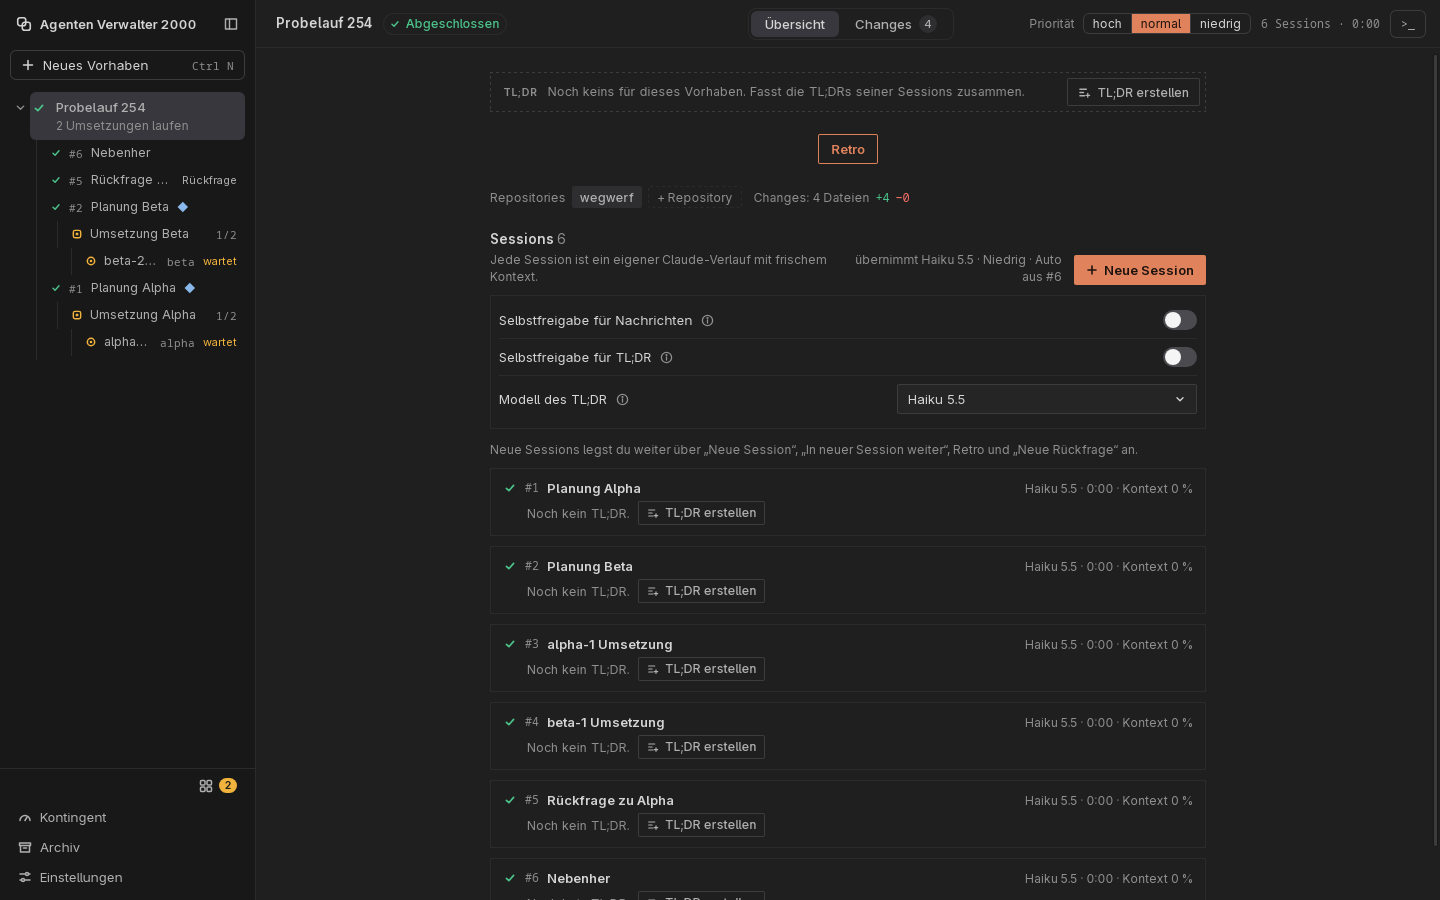 Agenten Verwalter 2000
Neues Vorhaben Ctrl N
Probelauf 254
2 Umsetzungen laufen
#6 Nebenher
#5 Rückfrage ... Rückfrage
#2 Planung Beta
Umsetzung Beta 1/2
beta-2... beta wartet
#1 Planung Alpha
Umsetzung Alpha 1/2
alpha... alpha wartet
2
Kontingent
Archiv
Einstellungen
Probelauf 254 Abgeschlossen Übersicht Changes 4 Priorität hoch normal niedrig 6 Sessions · 0:00 >_
TL;DR Noch keins für dieses Vorhaben. Fasst die TL;DRs seiner Sessions zusammen. TL;DR erstellen
Retro
Repositories wegwerf + Repository Changes: 4 Dateien +4 −0
Sessions 6
Jede Session ist ein eigener Claude-Verlauf mit frischem Kontext.
übernimmt Haiku 5.5 · Niedrig · Auto aus #6
+ Neue Session
Selbstfreigabe für Nachrichten
Selbstfreigabe für TL;DR
Modell des TL;DR Haiku 5.5
Neue Sessions legst du weiter über „Neue Session“, „In neuer Session weiter“, Retro und „Neue Rückfrage“ an.
#1 Planung Alpha Haiku 5.5 · 0:00 · Kontext 0 %
Noch kein TL;DR. TL;DR erstellen
#2 Planung Beta Haiku 5.5 · 0:00 · Kontext 0 %
Noch kein TL;DR. TL;DR erstellen
#3 alpha-1 Umsetzung Haiku 5.5 · 0:00 · Kontext 0 %
Noch kein TL;DR. TL;DR erstellen
#4 beta-1 Umsetzung Haiku 5.5 · 0:00 · Kontext 0 %
Noch kein TL;DR. TL;DR erstellen
#5 Rückfrage zu Alpha Haiku 5.5 · 0:00 · Kontext 0 %
Noch kein TL;DR. TL;DR erstellen
#6 Nebenher Haiku 5.5 · 0:00 · Kontext 0 %